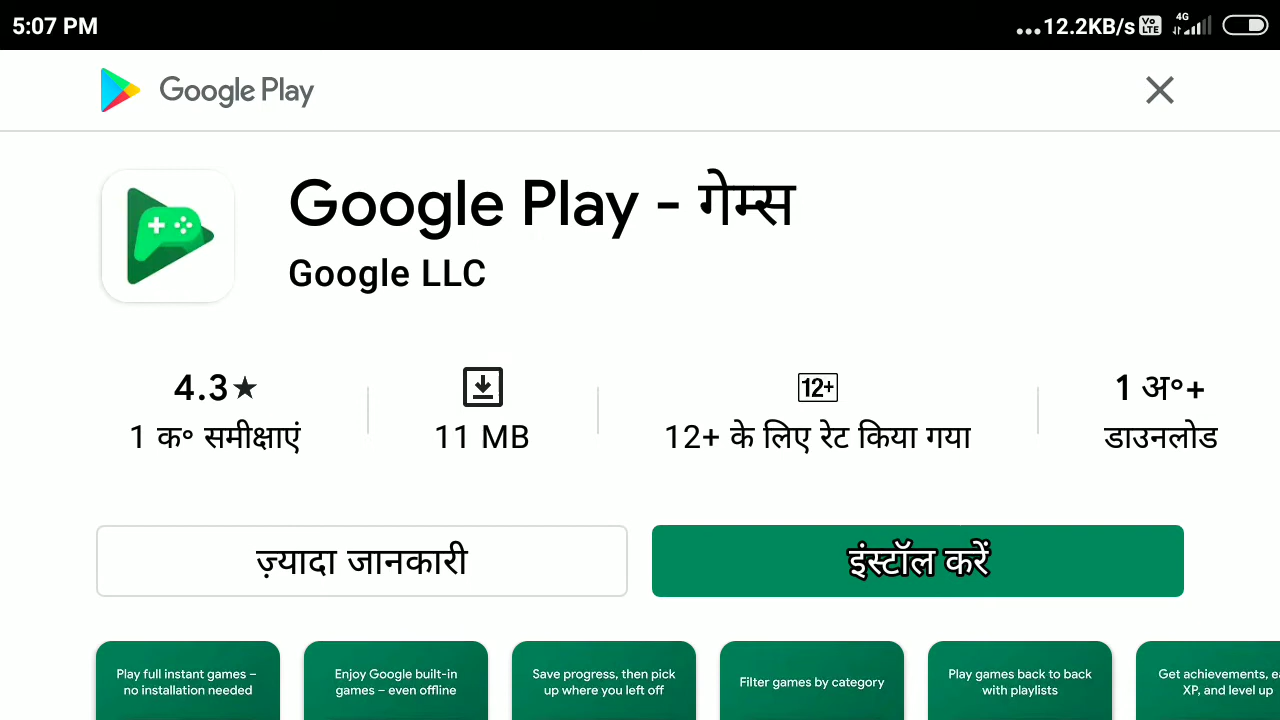 5:07 PM
...12.2KB/s Vo LTE 4G
Google Play
Google Play - गेम्स
Google LLC
4.3★
1 क॰ समीक्षाएं
11 MB
12+
12+ के लिए रेट किया गया
1 अ॰+
डाउनलोड
ज़्यादा जानकारी
इंस्टॉल करें
Play full instant games –
no installation needed
Enjoy Google built-in
games – even offline
Save progress, then pick
up where you left off
Filter games by category
Play games back to back
with playlists
Get achievements, ea
XP, and level up